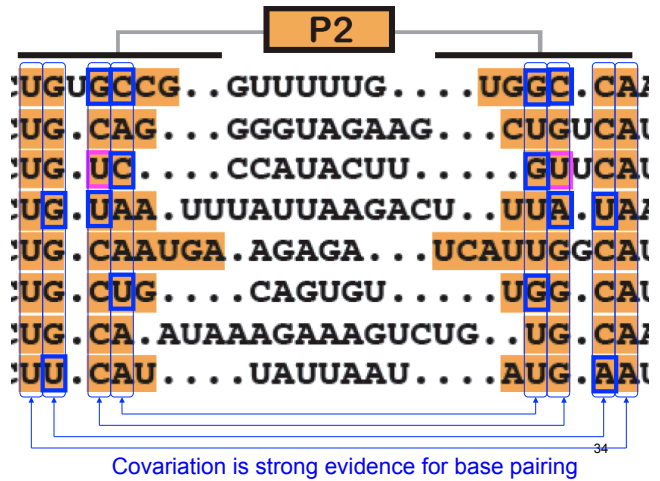 P2
UGUGCCG..GUUUUUG....UGGC.CAA
UG.CAG...GGGUAGAAG...CUGUCAU
UG.UC....CCAUACUU.....GUUCAU
UG.UAA.UUUAUUAAGACU..UUA.UAA
UG.CAAUGA.AGAGA...UCAUUGGCAU
UG.CUG....CAGUGU.....UGG.CAU
UG.CA.AUAAAGAAAGUCUG..UG.CAA
UU.CAU....UAUUAAU....AUG.AAU
34
Covariation is strong evidence for base pairing